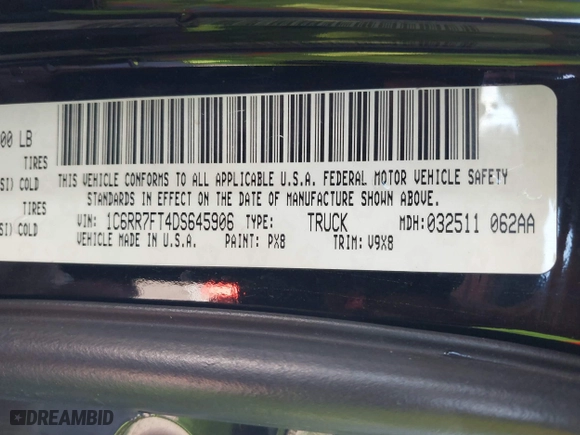 00 LB
TIRES
SI) COLD
TIRES
SI) COLD
THIS VEHICLE CONFORMS TO ALL APPLICABLE U.S.A. FEDERAL MOTOR VEHICLE SAFETY
STANDARDS IN EFFECT ON THE DATE OF MANUFACTURE SHOWN ABOVE.
VIN: 1C6RR7FT4DS645906 TYPE: TRUCK MDH: 032511 062AA
VEHICLE MADE IN U.S.A. PAINT: PX8 TRIM: V9X8
DREAMBID